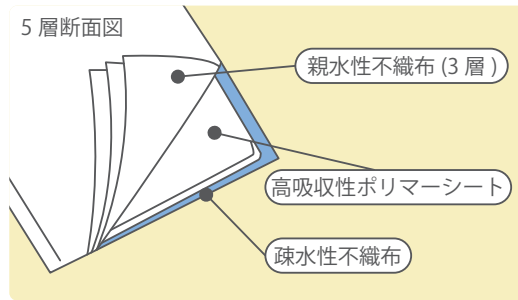 5 層断面図
親水性不織布 (3 層 )
高吸収性ポリマーシート
疎水性不織布